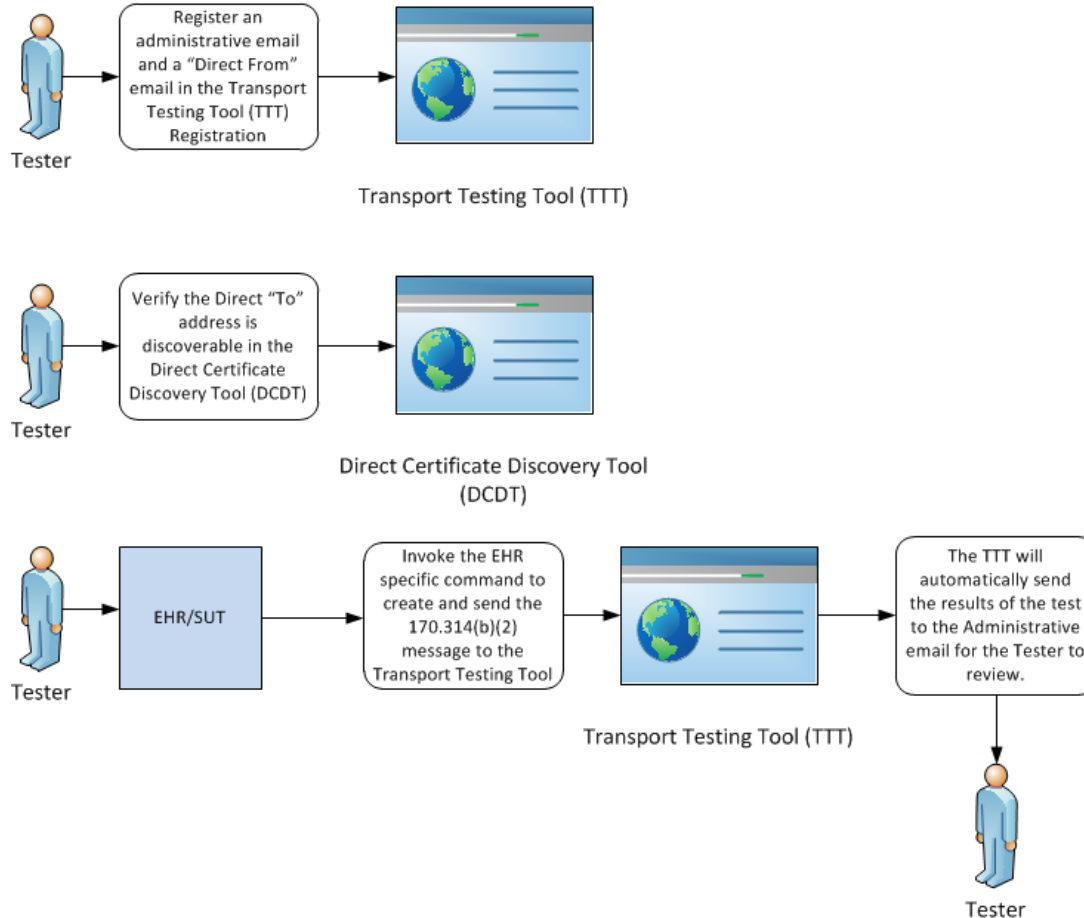 Register an
administrative email
and a “Direct From”
email in the Transport
Testing Tool (TTT)
Registration
Tester
Transport Testing Tool (TTT)
Verify the Direct “To”
address is
discoverable in the
Direct Certificate
Discovery Tool (DCDT)
Tester
Direct Certificate Discovery Tool
(DCDT)
EHR/SUT
Invoke the EHR
specific command to
create and send the
170.314(b)(2)
message to the
Transport Testing Tool
The TTT will
automatically send
the results of the test
to the Administrative
email for the Tester to
review.
Tester
Transport Testing Tool (TTT)
Tester